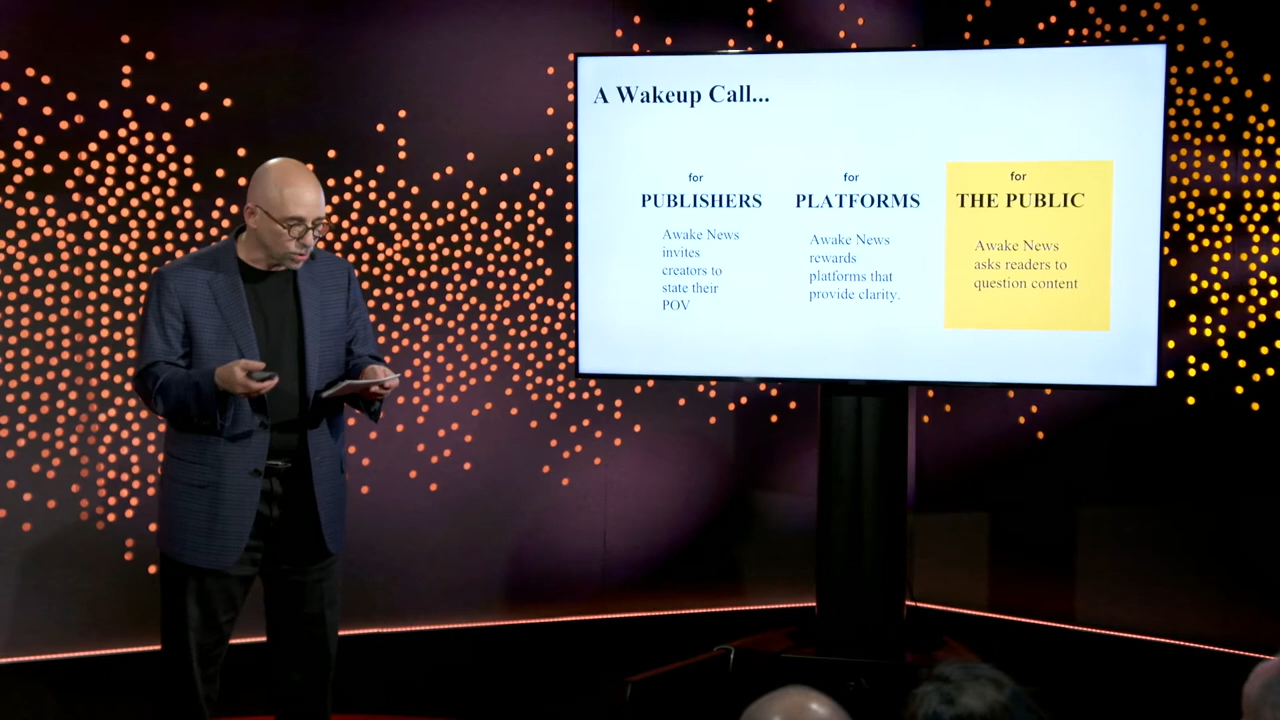 A Wakeup Call...
for
PUBLISHERS
Awake News
invites
creators to
state their
POV
for
PLATFORMS
Awake News
rewards
platforms that
provide clarity.
for
THE PUBLIC
Awake News
asks readers to
question content